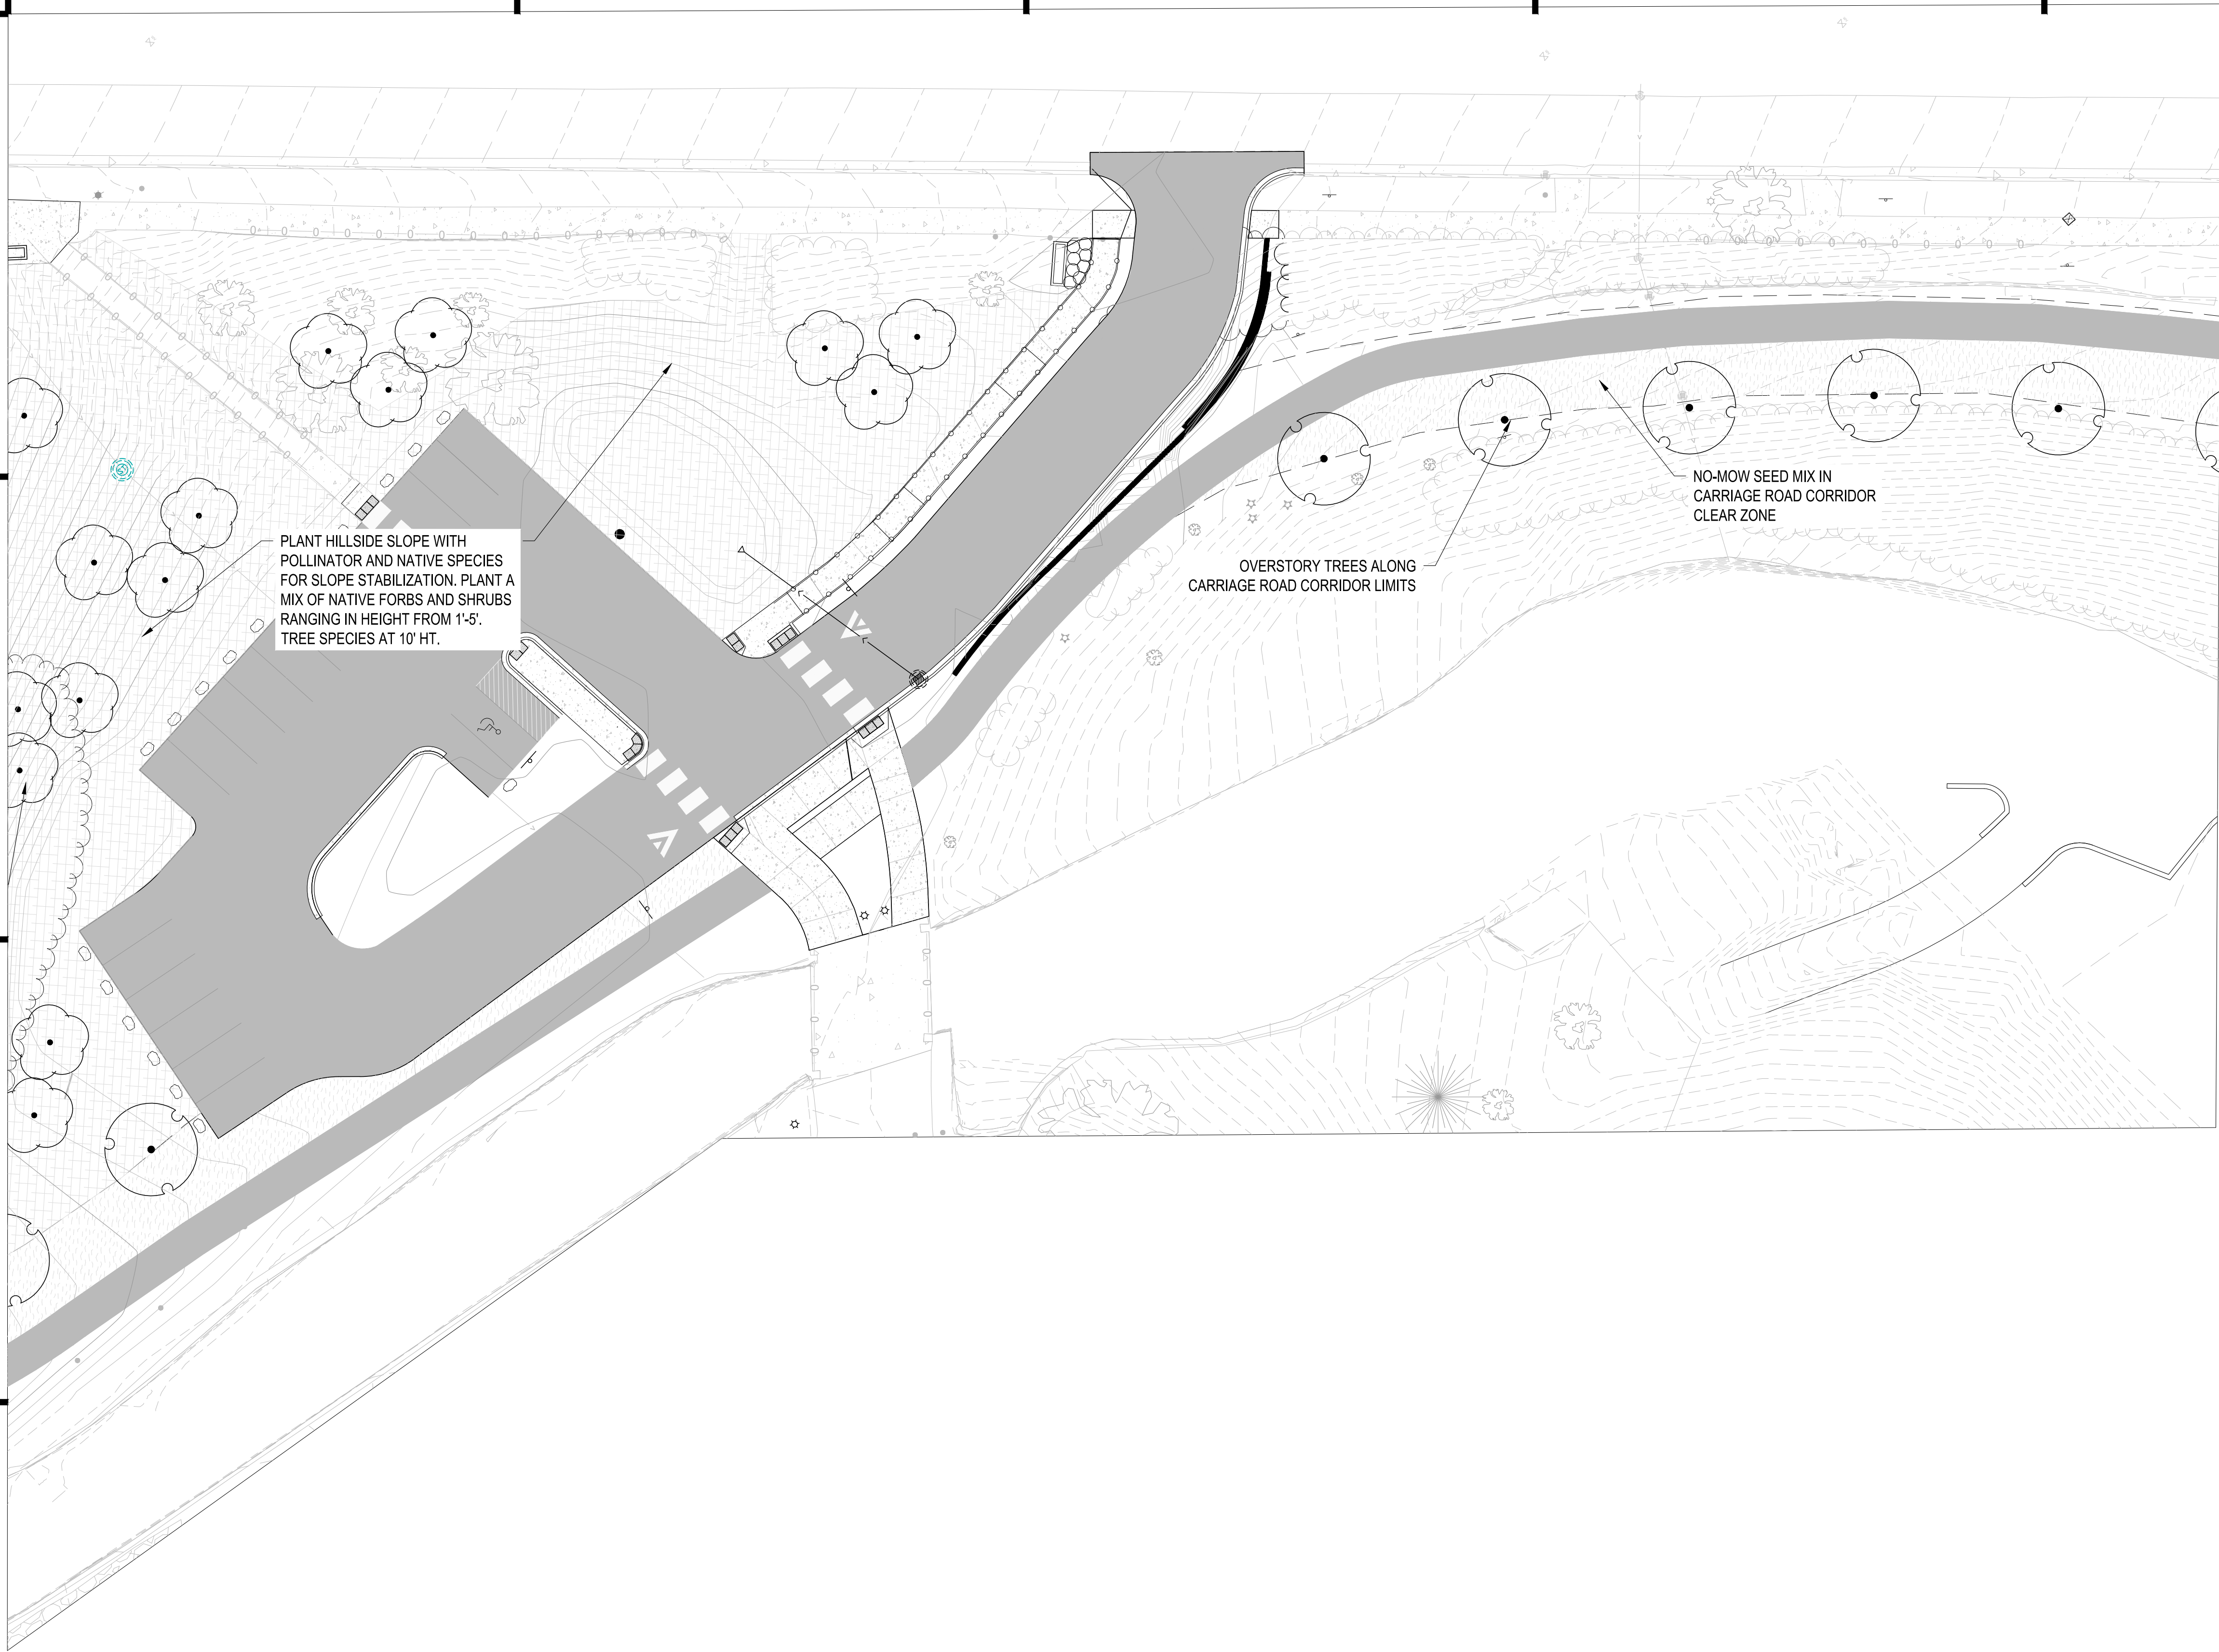 PLANT HILLSIDE SLOPE WITH
POLLINATOR AND NATIVE SPECIES
FOR SLOPE STABILIZATION. PLANT A
MIX OF NATIVE FORBS AND SHRUBS
RANGING IN HEIGHT FROM 1'-5'.
TREE SPECIES AT 10' HT.
OVERSTORY TREES ALONG
CARRIAGE ROAD CORRIDOR LIMITS
NO-MOW SEED MIX IN
CARRIAGE ROAD CORRIDOR
CLEAR ZONE